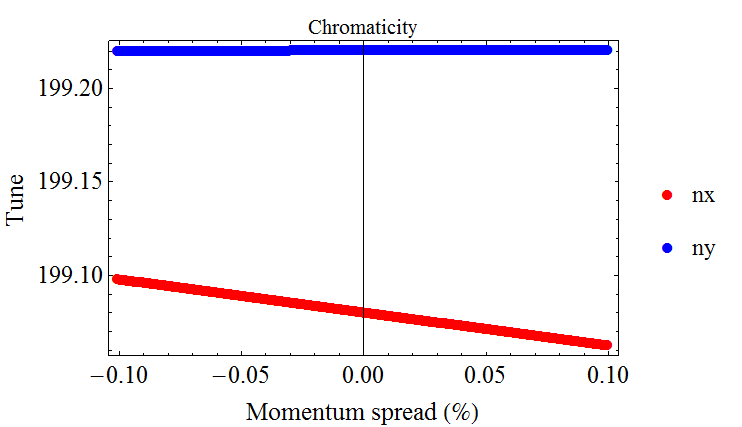 Chromaticity
199.20
199.15
199.10
Tune
−0.10 −0.05 0.00 0.05 0.10
Momentum spread (%)
nx
ny